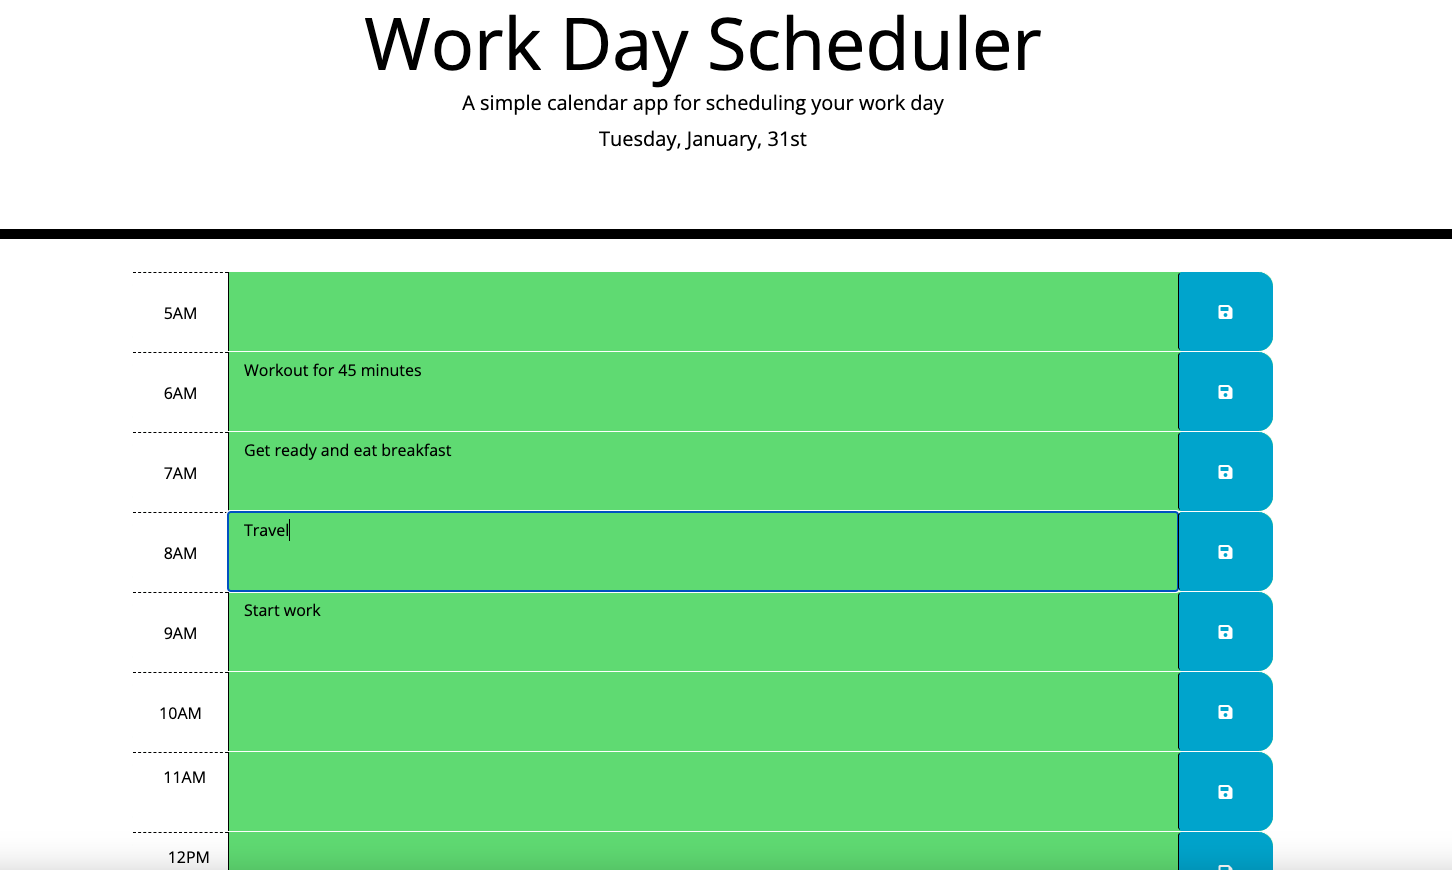 Work Day Scheduler
A simple calendar app for scheduling your work day
Tuesday, January, 31st
5AM
6AM Workout for 45 minutes
7AM Get ready and eat breakfast
8AM Travel
9AM Start work
10AM
11AM
12PM